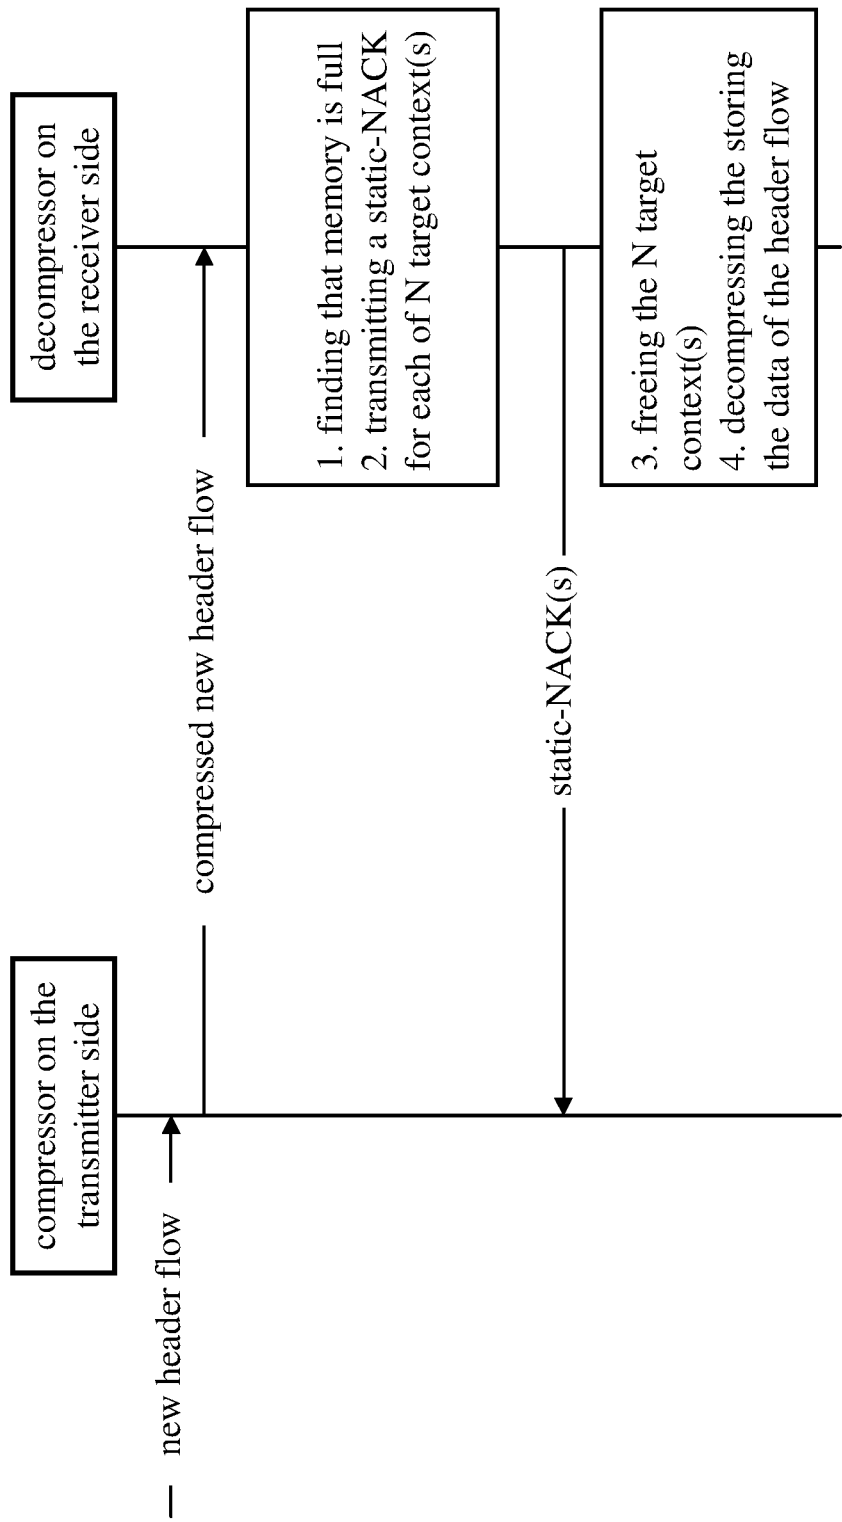 compressor on the
transmitter side
decompressor on
the receiver side
new header flow
compressed new header flow
1. finding that memory is full
2. transmitting a static-NACK
for each of N target context(s)
static-NACK(s)
3. freeing the N target
context(s)
4. decompressing the storing
the data of the header flow